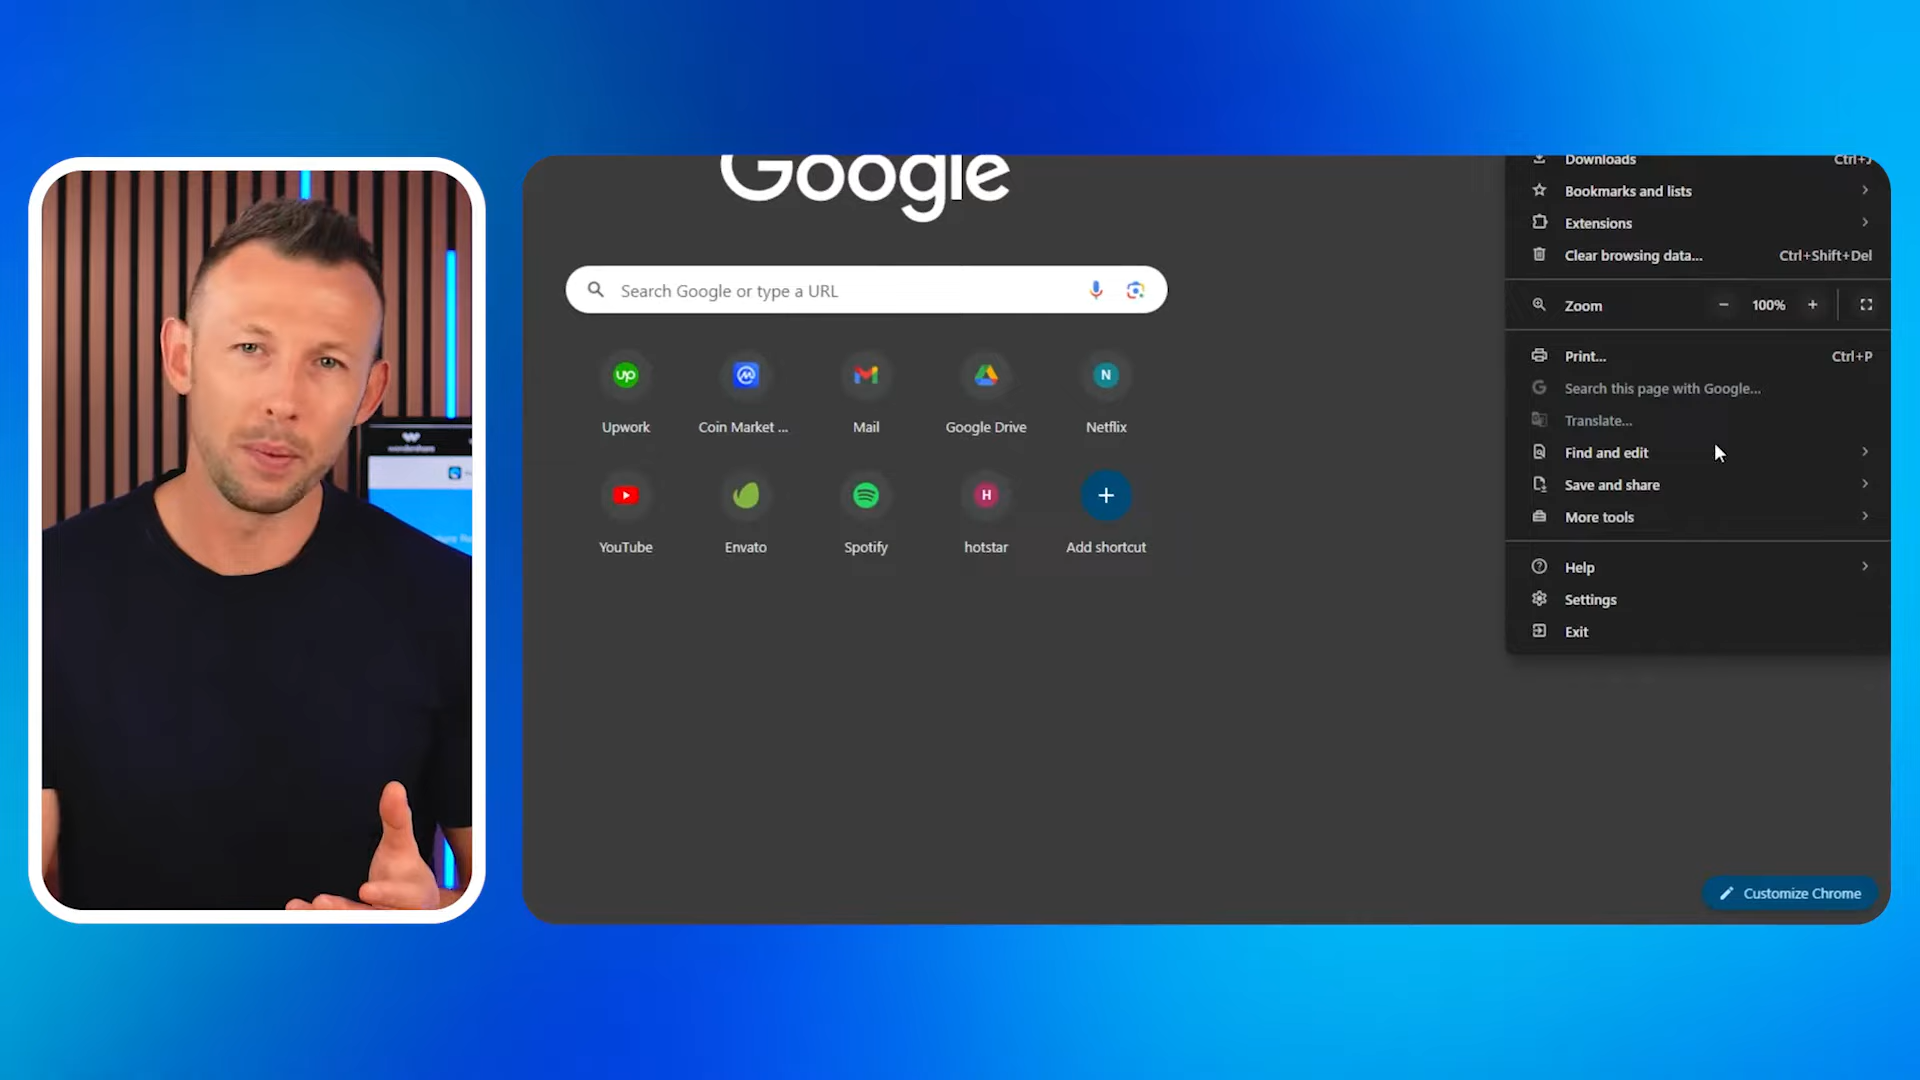 Google
Search Google or type a URL
Upwork
Coin Market ...
Mail
Google Drive
N
Netflix
YouTube
Envato
Spotify
H
hotstar
Add shortcut
Downloads Ctrl+J
Bookmarks and lists
Extensions
Clear browsing data... Ctrl+Shift+Del
Zoom − 100% +
Print... Ctrl+P
Search this page with Google...
Translate...
Find and edit
Save and share
More tools
Help
Settings
Exit
Customize Chrome
wondershare